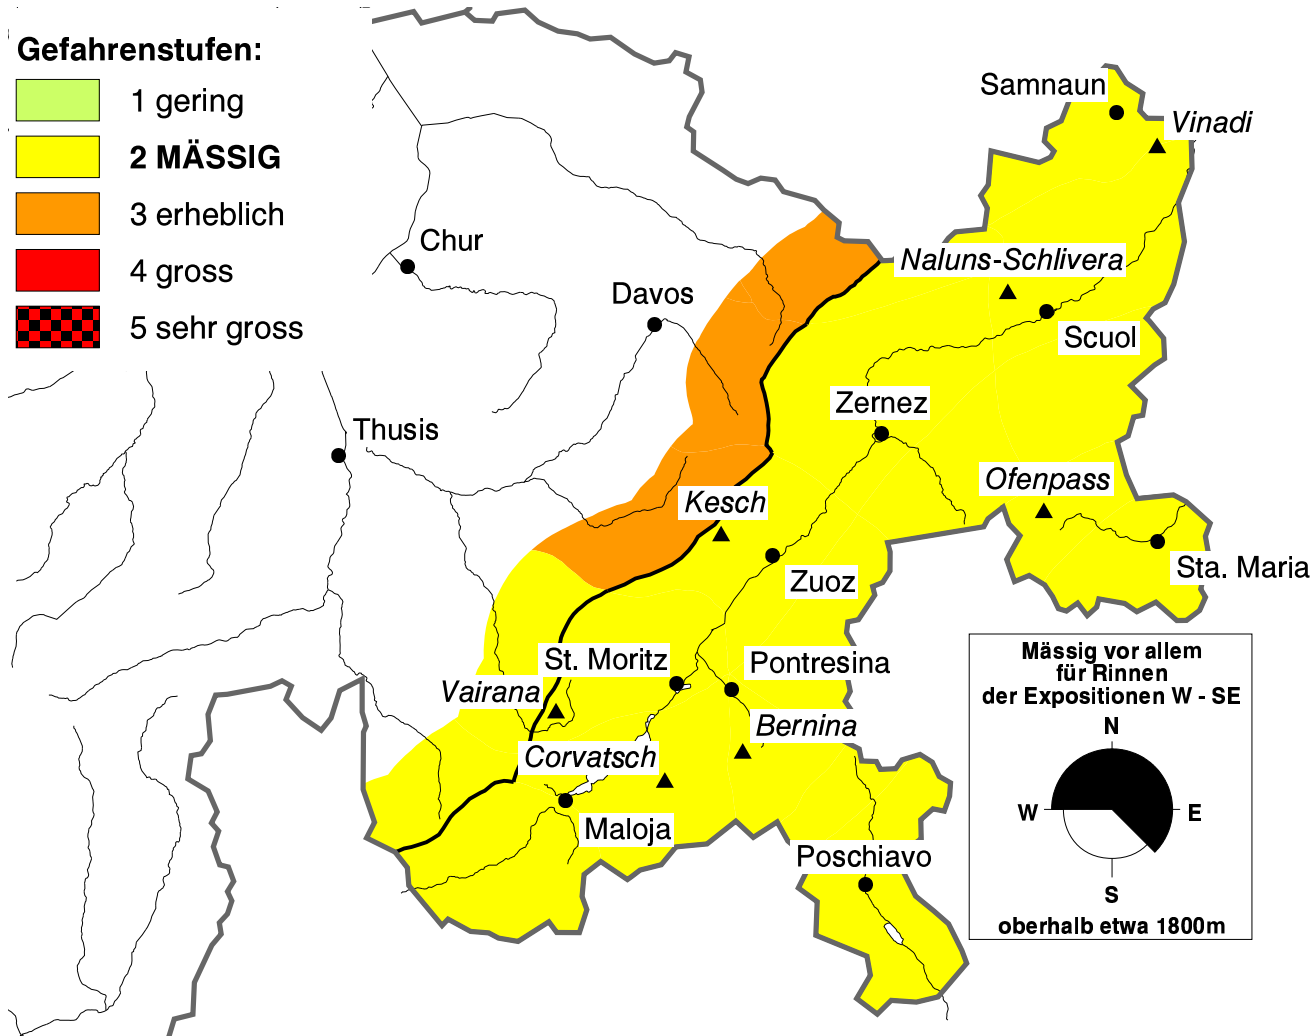 Gefahrenstufen:
1 gering
2 MÄSSIG
3 erheblich
4 gross
5 sehr gross
Samnaun
Vinadi
Chur
Naluns-Schlivera
Davos
Scuol
Zernez
Thusis
Ofenpass
Kesch
Sta. Maria
Zuoz
St. Moritz
Pontresina
Vairana
Bernina
Corvatsch
Maloja
Poschiavo
Mässig vor allem
für Rinnen
der Expositionen W - SE
N
W
E
S
oberhalb etwa 1800m